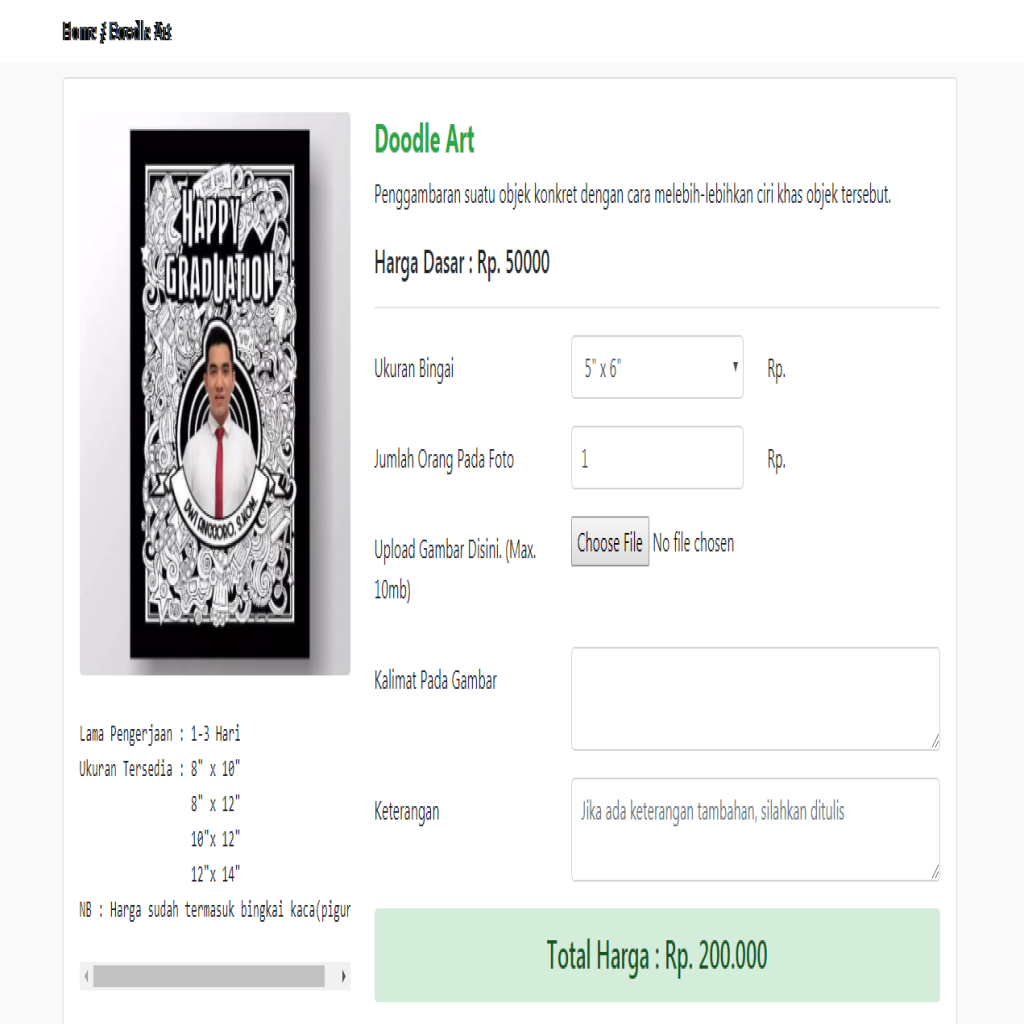 Home / Doodle Art
HAPPY
GRADUATION
DWI ANGGORO, S.KOM.
Lama Pengerjaan : 1-3 Hari
Ukuran Tersedia : 8" x 10"
8" x 12"
10"x 12"
12"x 14"
NB : Harga sudah termasuk bingkai kaca(pigur
Doodle Art
Penggambaran suatu objek konkret dengan cara melebih-lebihkan ciri khas objek tersebut.
Harga Dasar : Rp. 50000
Ukuran Bingai 5" x 6" Rp.
Jumlah Orang Pada Foto 1 Rp.
Upload Gambar Disini. (Max. 10mb) Choose File No file chosen
Kalimat Pada Gambar
Keterangan Jika ada keterangan tambahan, silahkan ditulis
Total Harga : Rp. 200.000